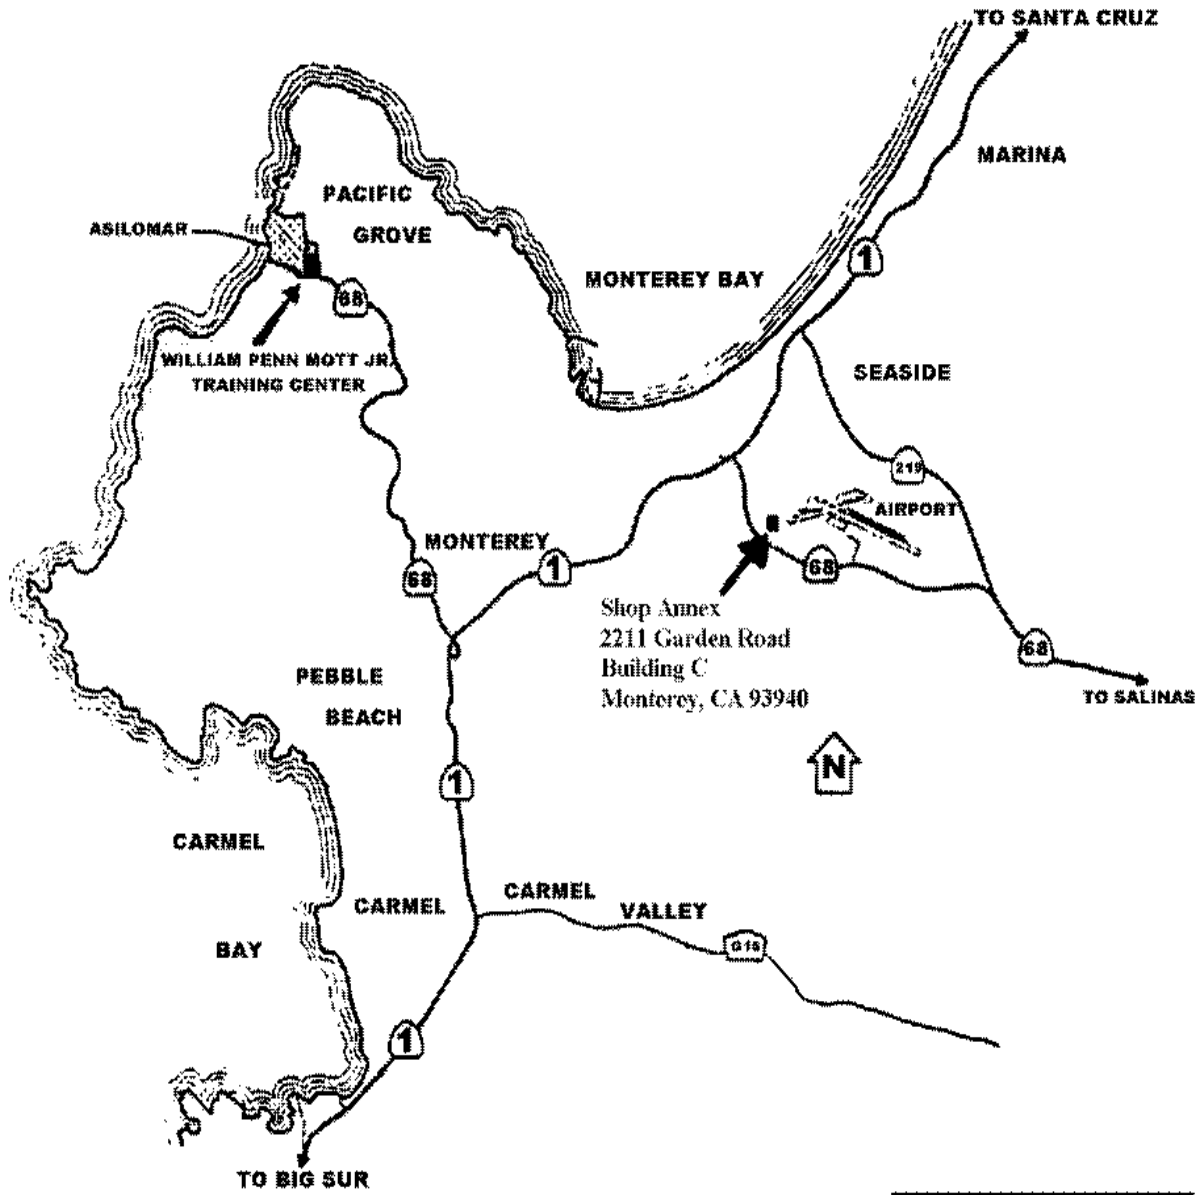 TO SANTA CRUZ
MARINA
PACIFIC
GROVE
ASILOMAR
MONTEREY BAY
1
68
WILLIAM PENN MOTT JR.
TRAINING CENTER
SEASIDE
219
AIRPORT
MONTEREY
1
68
68
Shop Annex
2211 Garden Road
Building C
Monterey, CA 93940
68
TO SALINAS
PEBBLE
BEACH
N
1
CARMEL
BAY
CARMEL
CARMEL
VALLEY
G16
1
TO BIG SUR